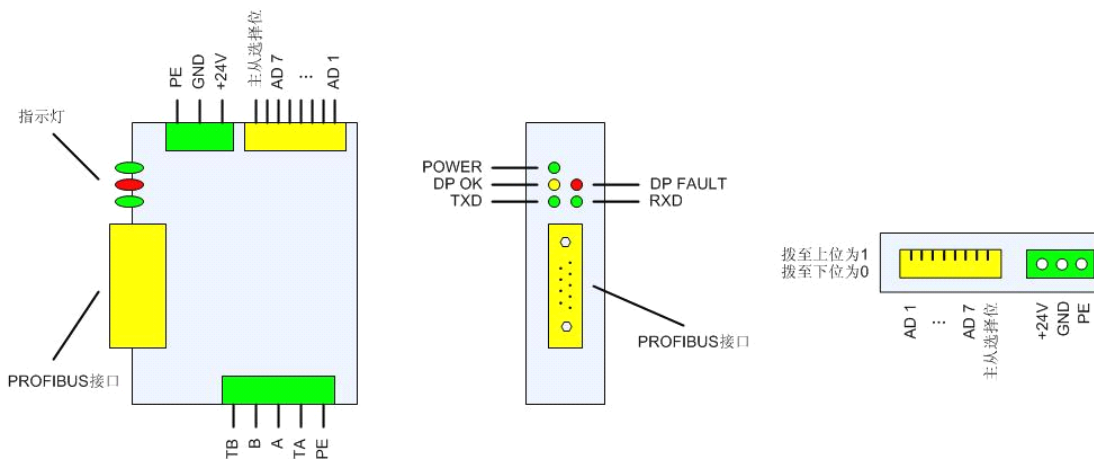 PE
GND
+24V
主从选择位
AD 7
...
AD 1
指示灯
PROFIBUS接口
TB
B
A
TA
PE
POWER
DP OK
TXD
DP FAULT
RXD
PROFIBUS接口
拨至上位为1
拨至下位为0
AD 1
...
AD 7
主从选择位
+24V
GND
PE